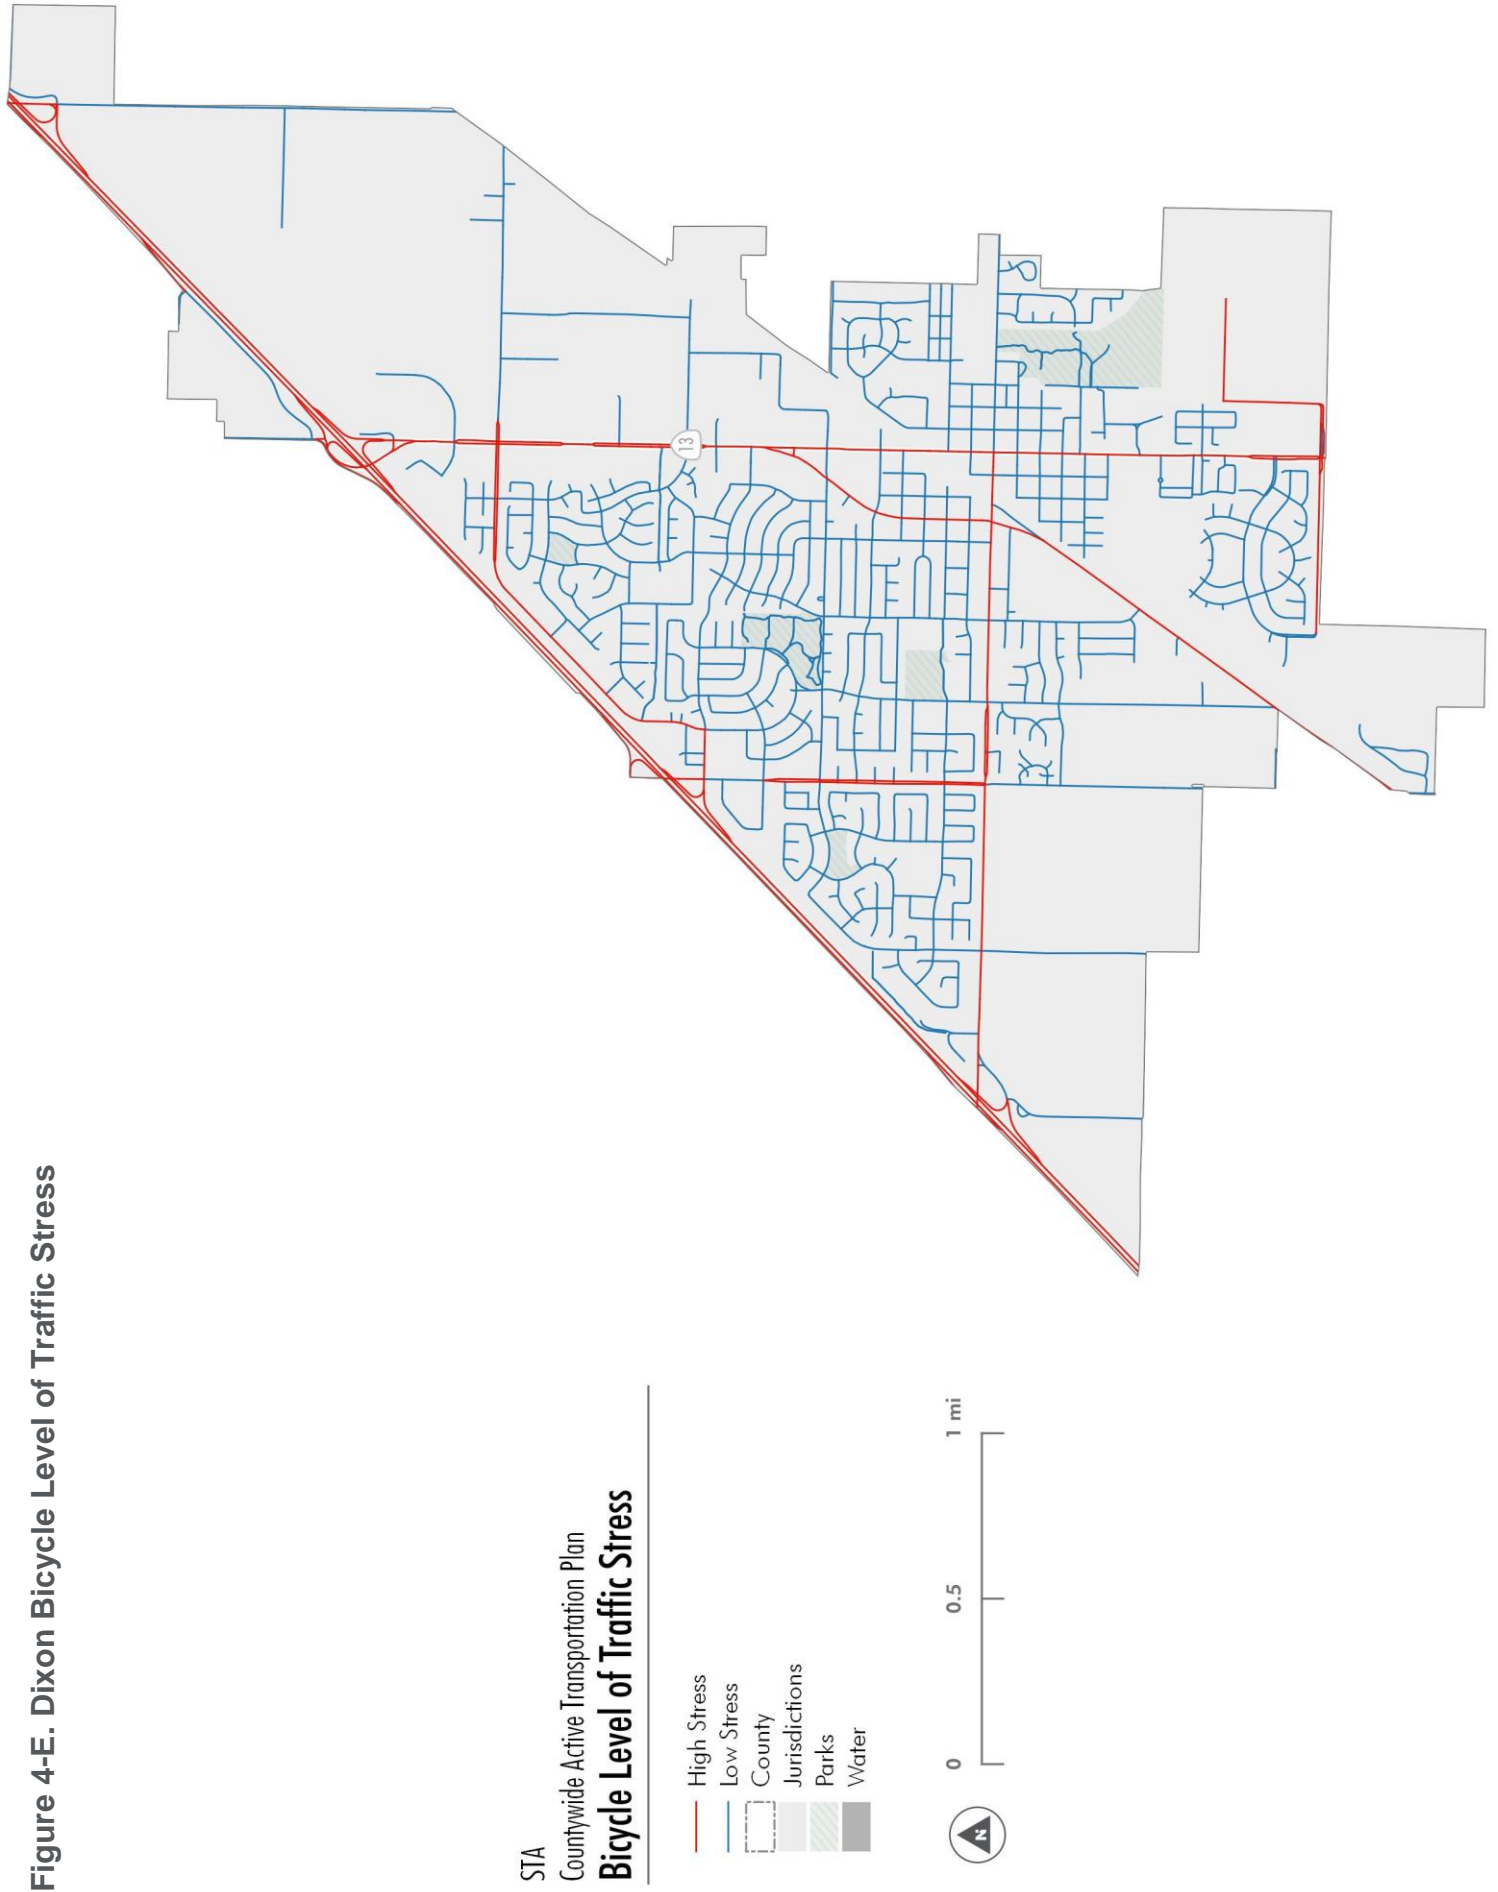 Figure 4-E. Dixon Bicycle Level of Traffic Stress
STA
Countywide Active Transportation Plan
Bicycle Level of Traffic Stress
High Stress
Low Stress
County
Jurisdictions
Parks
Water
N
0 0.5 1 mi
13